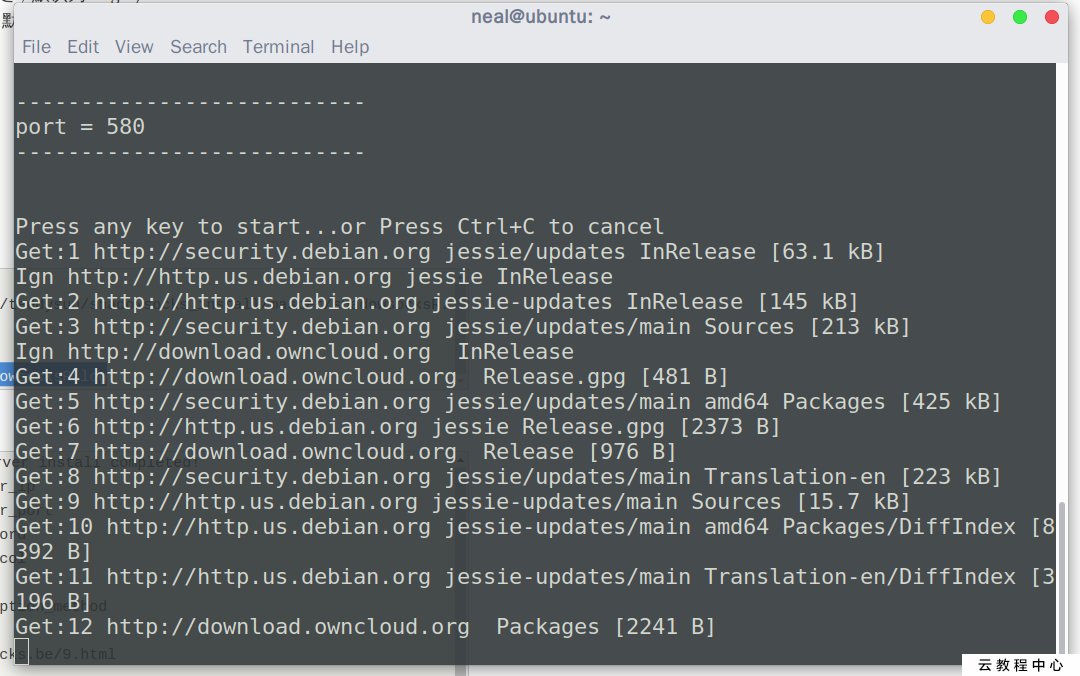 neal@ubuntu: ~
File Edit View Search Terminal Help
---------------------------
port = 580
---------------------------
Press any key to start...or Press Ctrl+C to cancel
Get:1 http://security.debian.org jessie/updates InRelease [63.1 kB]
Ign http://http.us.debian.org jessie InRelease
Get:2 http://http.us.debian.org jessie-updates InRelease [145 kB]
Get:3 http://security.debian.org jessie/updates/main Sources [213 kB]
Ign http://download.owncloud.org  InRelease
Get:4 http://download.owncloud.org  Release.gpg [481 B]
Get:5 http://security.debian.org jessie/updates/main amd64 Packages [425 kB]
Get:6 http://http.us.debian.org jessie Release.gpg [2373 B]
Get:7 http://download.owncloud.org  Release [976 B]
Get:8 http://security.debian.org jessie/updates/main Translation-en [223 kB]
Get:9 http://http.us.debian.org jessie-updates/main Sources [15.7 kB]
Get:10 http://http.us.debian.org jessie-updates/main amd64 Packages/DiffIndex [8
392 B]
Get:11 http://http.us.debian.org jessie-updates/main Translation-en/DiffIndex [3
196 B]
Get:12 http://download.owncloud.org  Packages [2241 B]
cks.be/9.html
云教程中心